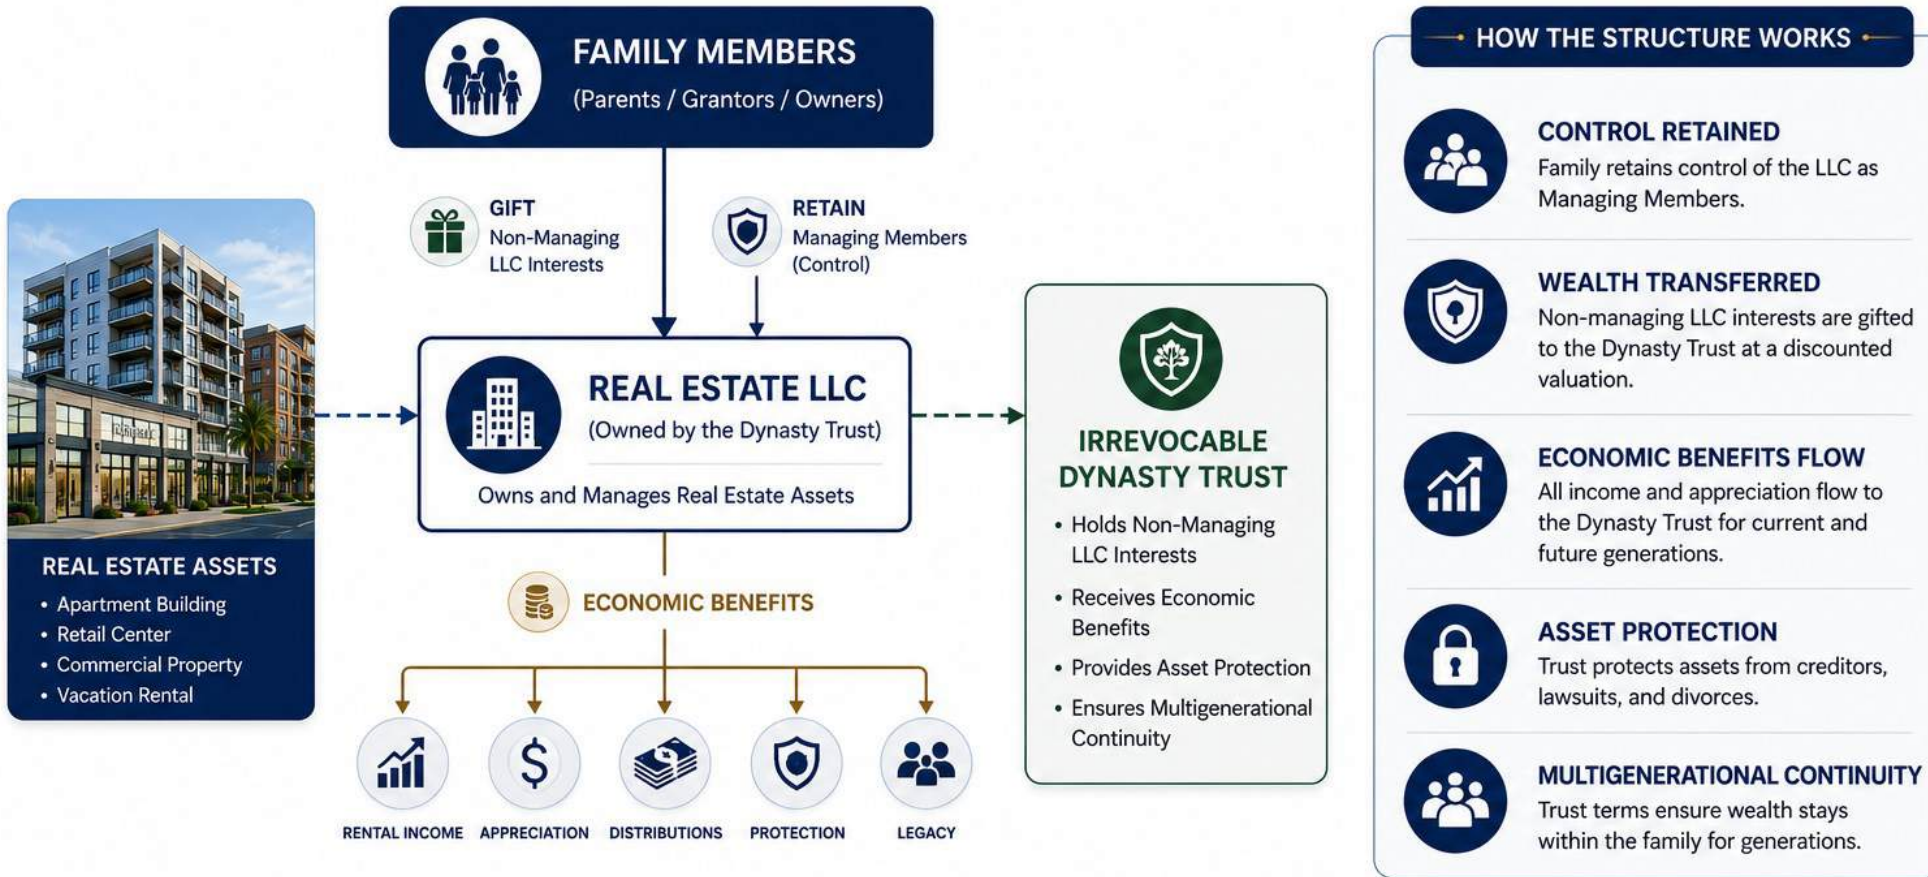 FAMILY MEMBERS
(Parents / Grantors / Owners)
GIFT
Non-Managing
LLC Interests
RETAIN
Managing Members
(Control)
REAL ESTATE ASSETS
• Apartment Building
• Retail Center
• Commercial Property
• Vacation Rental
REAL ESTATE LLC
(Owned by the Dynasty Trust)
Owns and Manages Real Estate Assets
ECONOMIC BENEFITS
RENTAL INCOME
APPRECIATION
$
DISTRIBUTIONS
PROTECTION
LEGACY
IRREVOCABLE
DYNASTY TRUST
• Holds Non-Managing
LLC Interests
• Receives Economic
Benefits
• Provides Asset Protection
• Ensures Multigenerational
Continuity
HOW THE STRUCTURE WORKS
CONTROL RETAINED
Family retains control of the LLC as
Managing Members.
WEALTH TRANSFERRED
Non-managing LLC interests are gifted
to the Dynasty Trust at a discounted
valuation.
ECONOMIC BENEFITS FLOW
All income and appreciation flow to
the Dynasty Trust for current and
future generations.
ASSET PROTECTION
Trust protects assets from creditors,
lawsuits, and divorces.
MULTIGENERATIONAL CONTINUITY
Trust terms ensure wealth stays
within the family for generations.